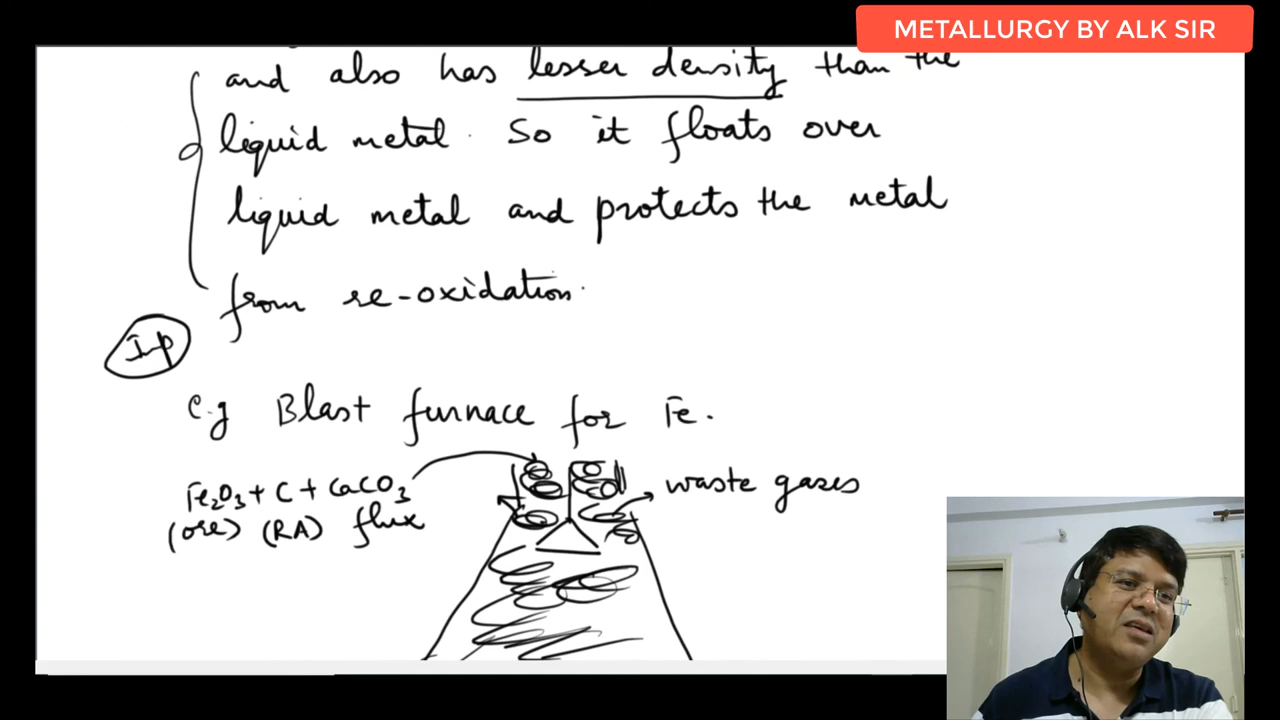 METALLURGY BY ALK SIR
and also has lesser density than the
liquid metal. So it floats over
liquid metal and protects the metal
from re-oxidation.
Imp
e.g Blast furnace for Fe.
Fe₂O₃ + C + CaCO₃
(ore) (RA) flux
waste gases